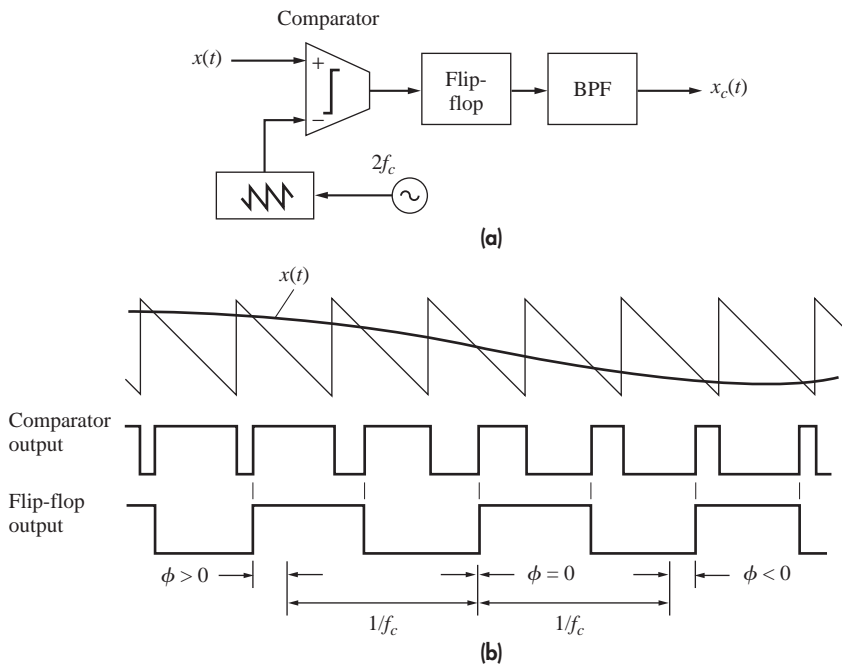 Comparator
x(t)
+
−
Flip-
flop
BPF
x_c(t)
2f_c
(a)
x(t)
Comparator
output
Flip-flop
output
ϕ > 0
ϕ = 0
ϕ < 0
1/f_c
1/f_c
(b)